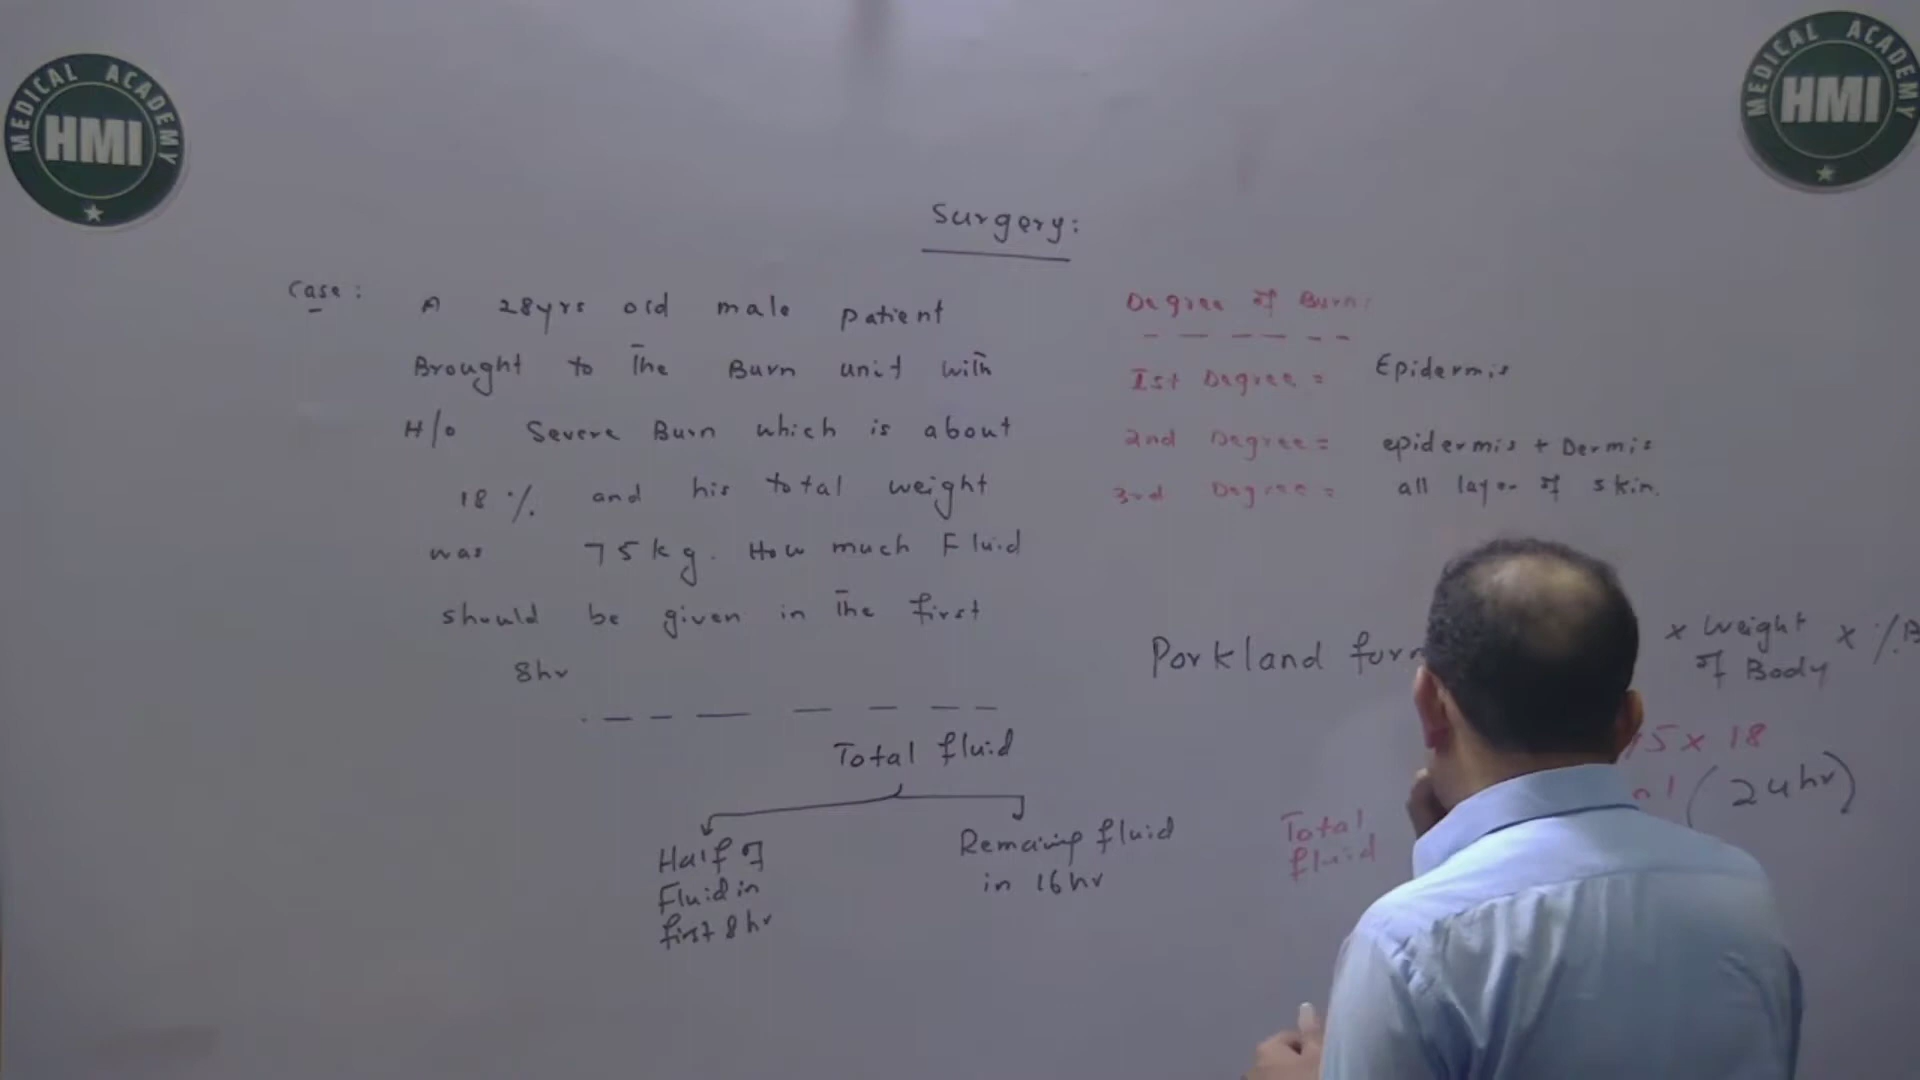 MEDICAL ACADEMY
HMI
MEDICAL ACADEMY
HMI
Surgery:
Case: A 28yrs old male patient
Brought to The Burn unit with
H/o Severe Burn which is about
18 % and his total weight
was 75kg. How much Fluid
should be given in The first
8hr
Total fluid
Half of
Fluid in
first 8hr
Remaing fluid
in 16hr
Degree of Burn:
Ist Degree = Epidermis
2nd Degree = epidermis + Dermis
3rd Degree = all layer of skin.
Porkland
x Weight x %
of Body
5 x 18
(24hr)
Total
fluid